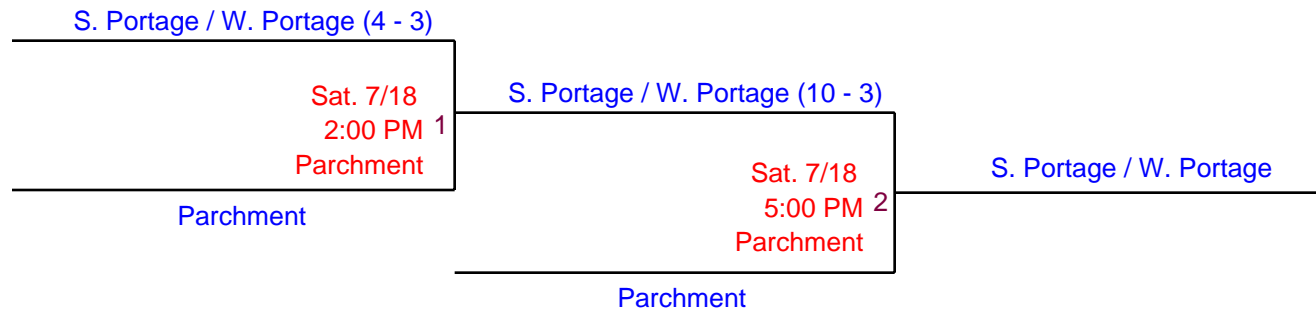 S. Portage / W. Portage (4 - 3)
Sat. 7/18
2:00 PM 1
Parchment
Parchment
S. Portage / W. Portage (10 - 3)
Sat. 7/18
5:00 PM 2
Parchment
Parchment
S. Portage / W. Portage